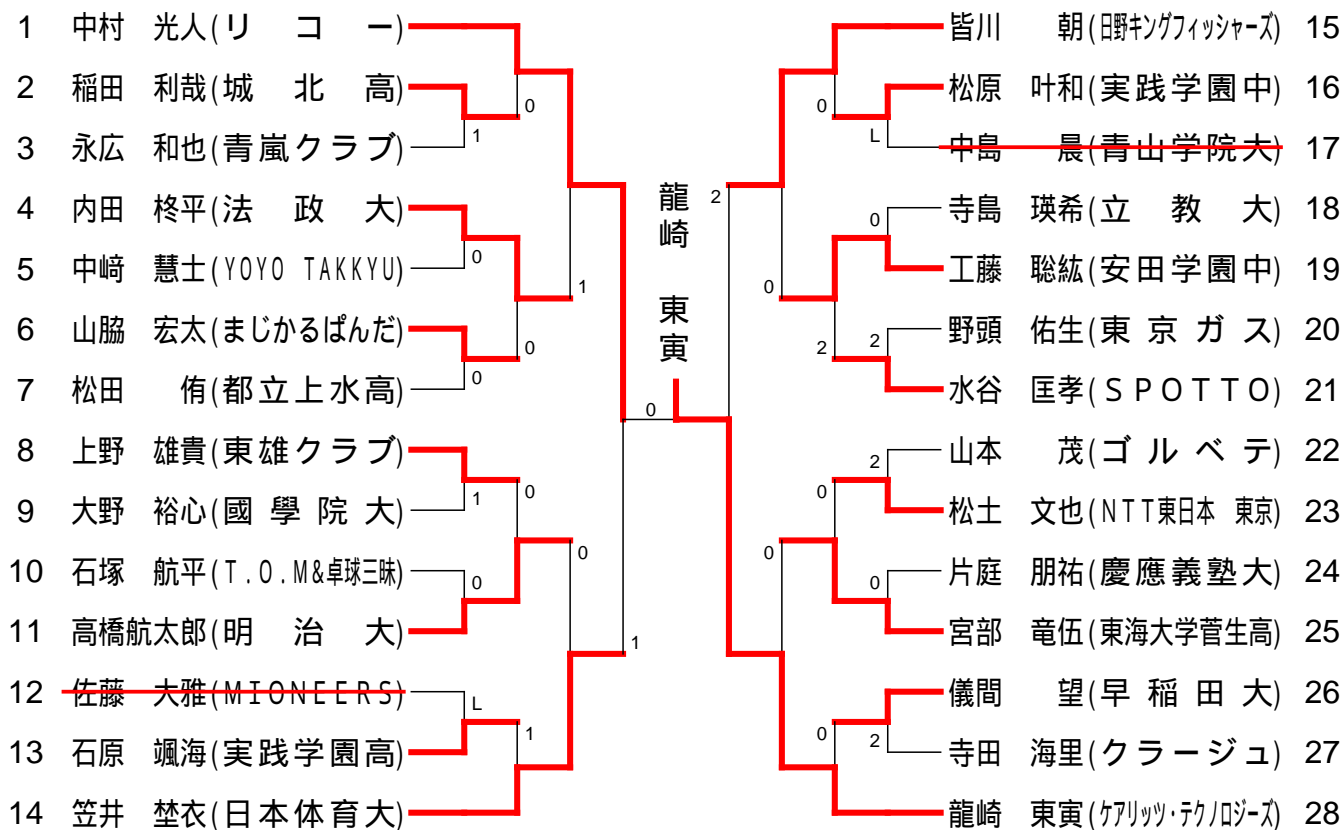 1 中村 光人(リコー)
2 稲田 利哉(城北高)
3 永広 和也(青嵐クラブ)
4 内田 柊平(法政大)
5 中﨑 慧士(YOYO TAKKYU)
6 山脇 宏太(まじかるぱんだ)
7 松田 侑(都立上水高)
8 上野 雄貴(東雄クラブ)
9 大野 裕心(國學院大)
10 石塚 航平(T.O.M&卓球三昧)
11 高橋航太郎(明治大)
12 佐藤 大雅(MIONEERS)
13 石原 颯海(実践学園高)
14 笠井 埜衣(日本体育大)
0
1
0
0
0
1
1
0
0
0
L
1
1
龍崎 東寅
0
2
皆川 朝(日野キングフィッシャーズ) 15
松原 叶和(実践学園中) 16
中島 晨(青山学院大) 17
寺島 瑛希(立教大) 18
工藤 聡紘(安田学園中) 19
野頭 佑生(東京ガス) 20
水谷 匡孝(SPOTTO) 21
山本 茂(ゴルベテ) 22
松土 文也(NTT東日本 東京) 23
片庭 朋祐(慶應義塾大) 24
宮部 竜伍(東海大学菅生高) 25
儀間 望(早稲田大) 26
寺田 海里(クラージュ) 27
龍崎 東寅(ケアリッツ・テクノロジーズ) 28
0
L
0
0
2
2
2
0
0
0
0
2